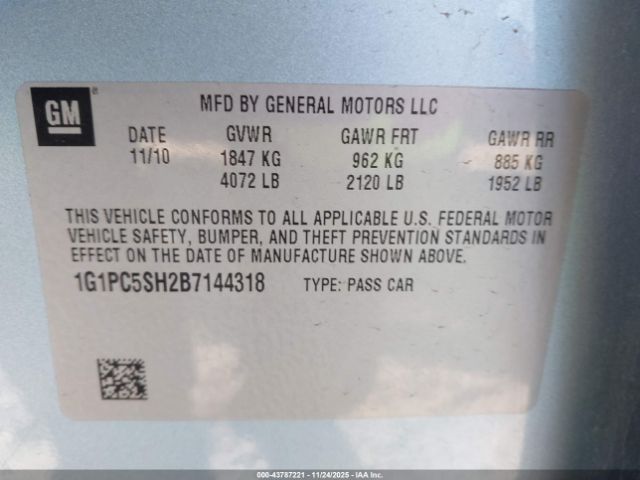 GM ®
MFD BY GENERAL MOTORS LLC
DATE GVWR GAWR FRT GAWR RR
11/10 1847 KG 962 KG 885 KG
4072 LB 2120 LB 1952 LB
THIS VEHICLE CONFORMS TO ALL APPLICABLE U.S. FEDERAL MOTOR
VEHICLE SAFETY, BUMPER, AND THEFT PREVENTION STANDARDS IN
EFFECT ON THE DATE OF MANUFACTURE SHOWN ABOVE.
1G1PC5SH2B7144318 TYPE: PASS CAR
000-43787221 - 11/24/2025 - IAA, Inc.